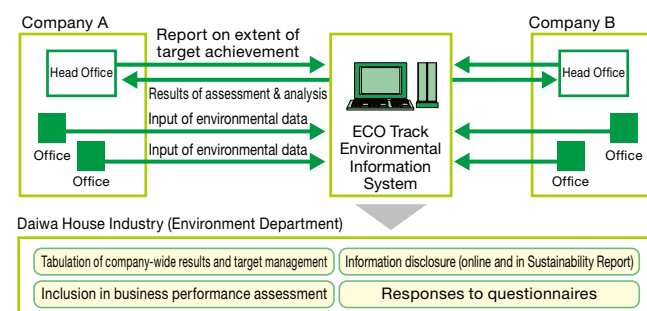 Company A
Company B
Report on extent of
target achievement
Head Office
Head Office
Results of assessment & analysis
Input of environmental data
ECO Track
Environmental
Information
System
Office
Office
Input of environmental data
Office
Office
Daiwa House Industry (Environment Department)
Tabulation of company-wide results and target management
Information disclosure (online and in Sustainability Report)
Inclusion in business performance assessment
Responses to questionnaires